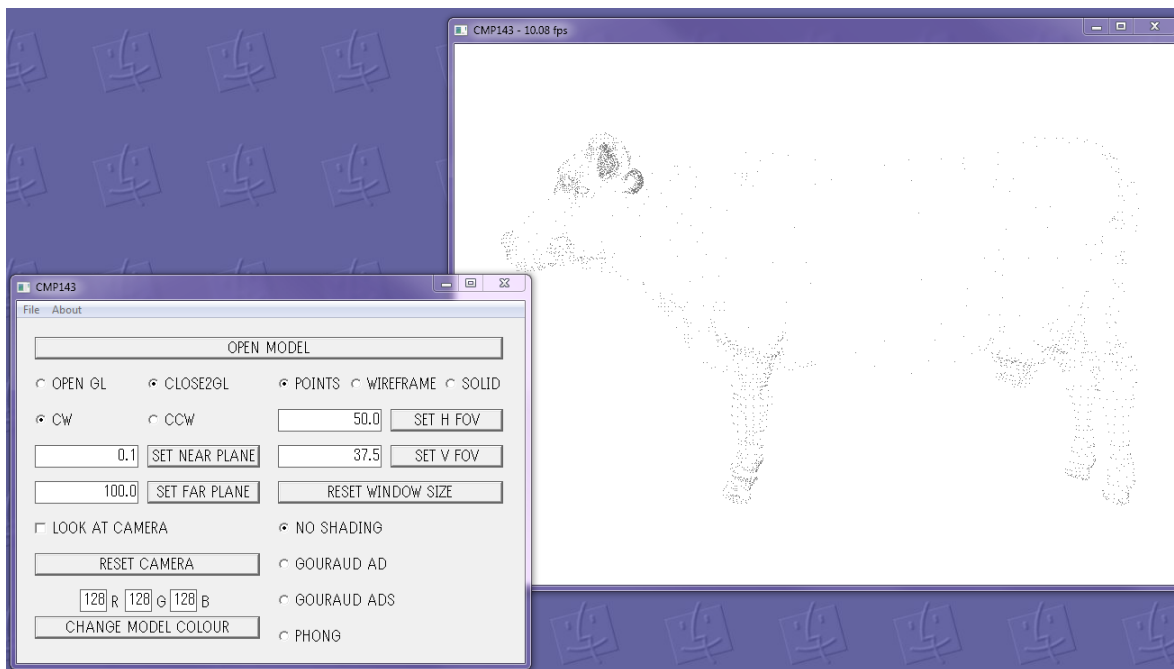 CMP143 - 10.08 fps
CMP143
File About
OPEN MODEL
OPEN GL CLOSE2GL POINTS WIREFRAME SOLID
CW CCW 50.0 SET H FOV
0.1 SET NEAR PLANE 37.5 SET V FOV
100.0 SET FAR PLANE RESET WINDOW SIZE
LOOK AT CAMERA NO SHADING
RESET CAMERA GOURAUD AD
128 R 128 G 128 B GOURAUD ADS
CHANGE MODEL COLOUR PHONG